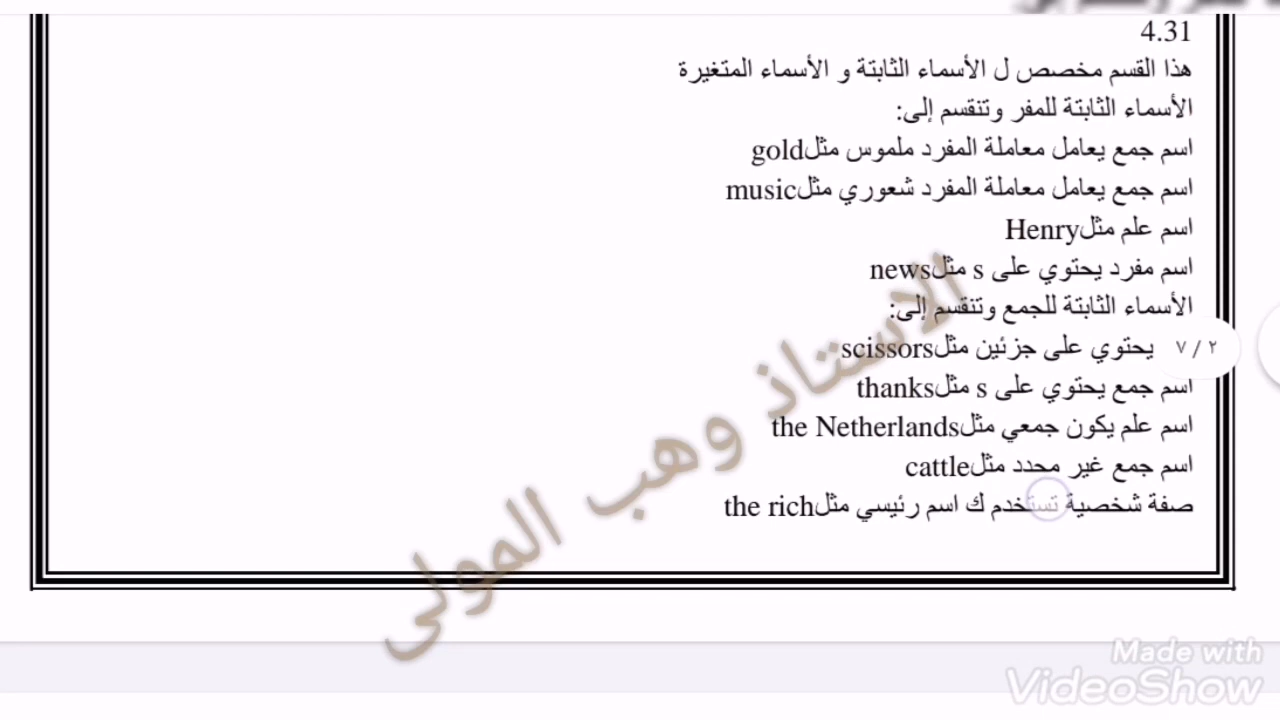 4.31
هذا القسم مخصص ل الأسماء الثابتة و الأسماء المتغيرة
الأسماء الثابتة للمفر وتنقسم إلى:
اسم جمع يعامل معاملة المفرد ملموس مثلgold
اسم جمع يعامل معاملة المفرد شعوري مثلmusic
اسم علم مثلHenry
اسم مفرد يحتوي على s مثلnews
الأسماء الثابتة للجمع وتنقسم إلى:
يحتوي على جزئين مثلscissors
٢ / ٧
اسم جمع يحتوي على s مثلthanks
اسم علم يكون جمعي مثلthe Netherlands
اسم جمع غير محدد مثلcattle
صفة شخصية تستخدم ك اسم رئيسي مثلthe rich
الاستاذ وهب المولى
Made with
VideoShow